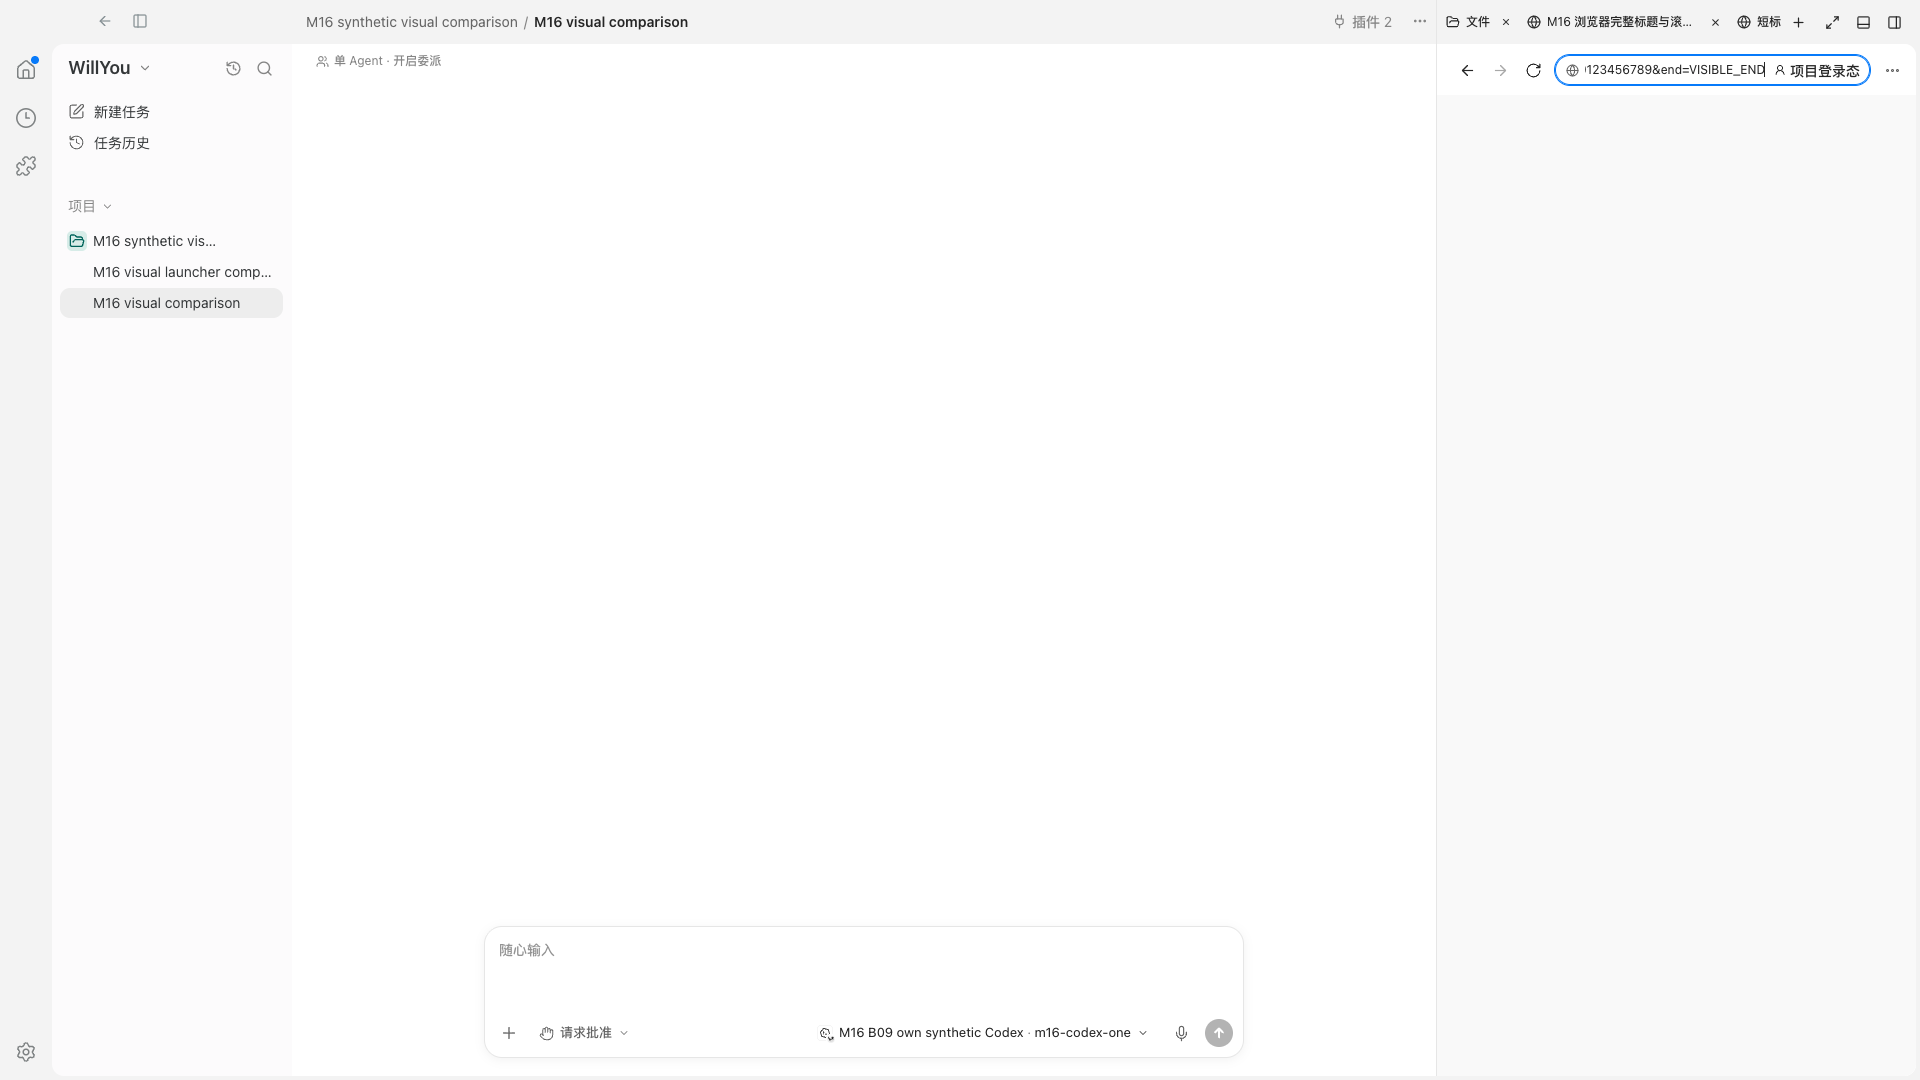 M16 synthetic visual comparison / M16 visual comparison
插件 2
文件
M16 浏览器完整标题与滚...
短标
WillYou
单 Agent · 开启委派
123456789&end=VISIBLE_END
项目登录态
新建任务
任务历史
项目
M16 synthetic vis...
M16 visual launcher comp...
M16 visual comparison
随心输入
请求批准
M16 B09 own synthetic Codex · m16-codex-one